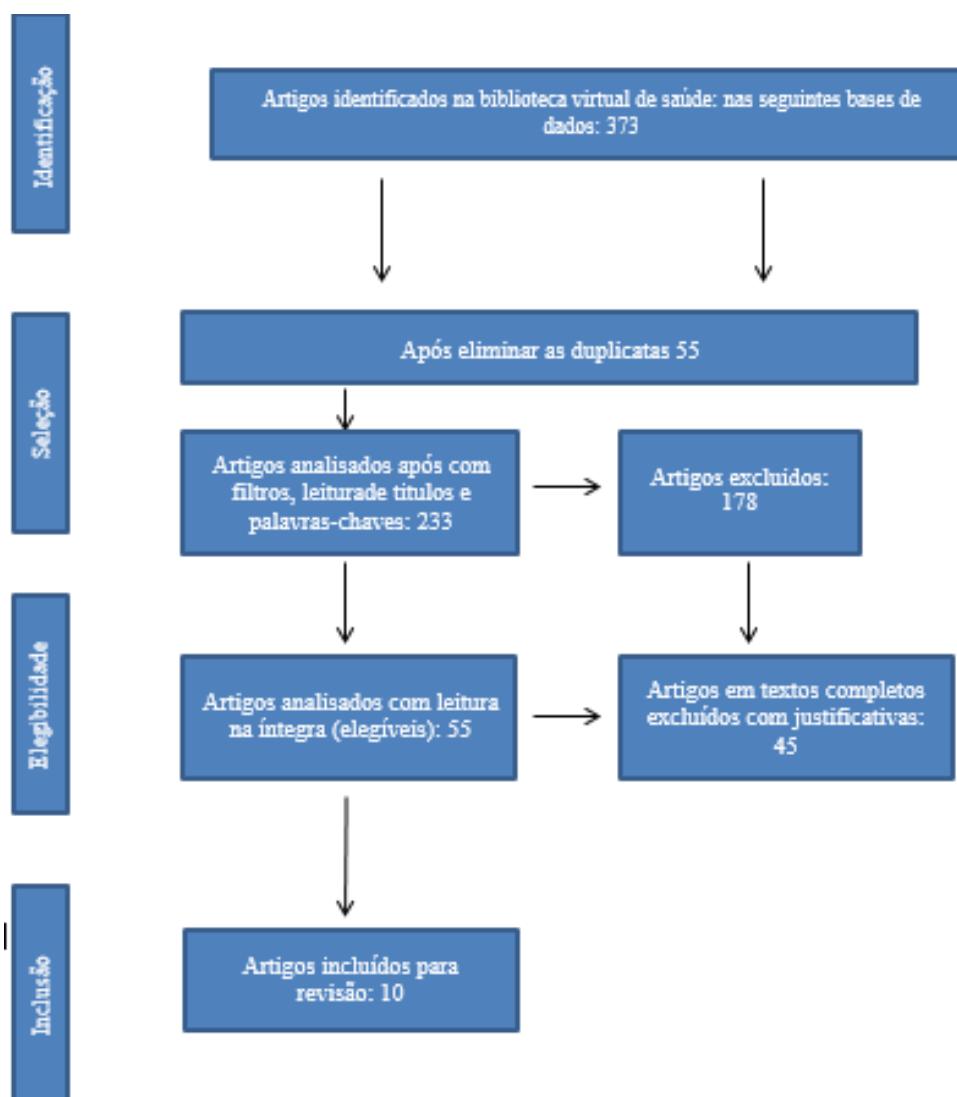 Identificação
Artigos identificados na biblioteca virtual de saúde: nas seguintes bases de
dados: 373
Seleção
Após eliminar as duplicatas 55
Artigos analisados após com
filtros, leiturade titulos e
palavras-chaves: 233
Artigos excluidos:
178
Elegbilidade
Artigos analisados com leitura
na íntegra (elegíveis): 55
Artigos em textos completos
excluídos com justificativas:
45
Inclusão
Artigos incluídos para
revisão: 10